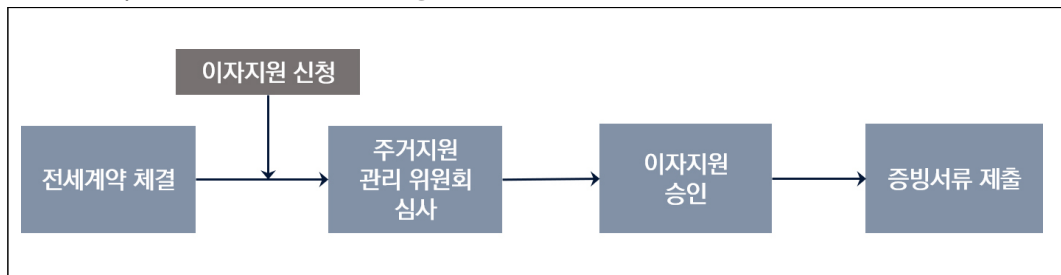 이자지원 신청
전세계약 체결
주거지원
관리 위원회
심사
이자지원
승인
증빙서류 제출